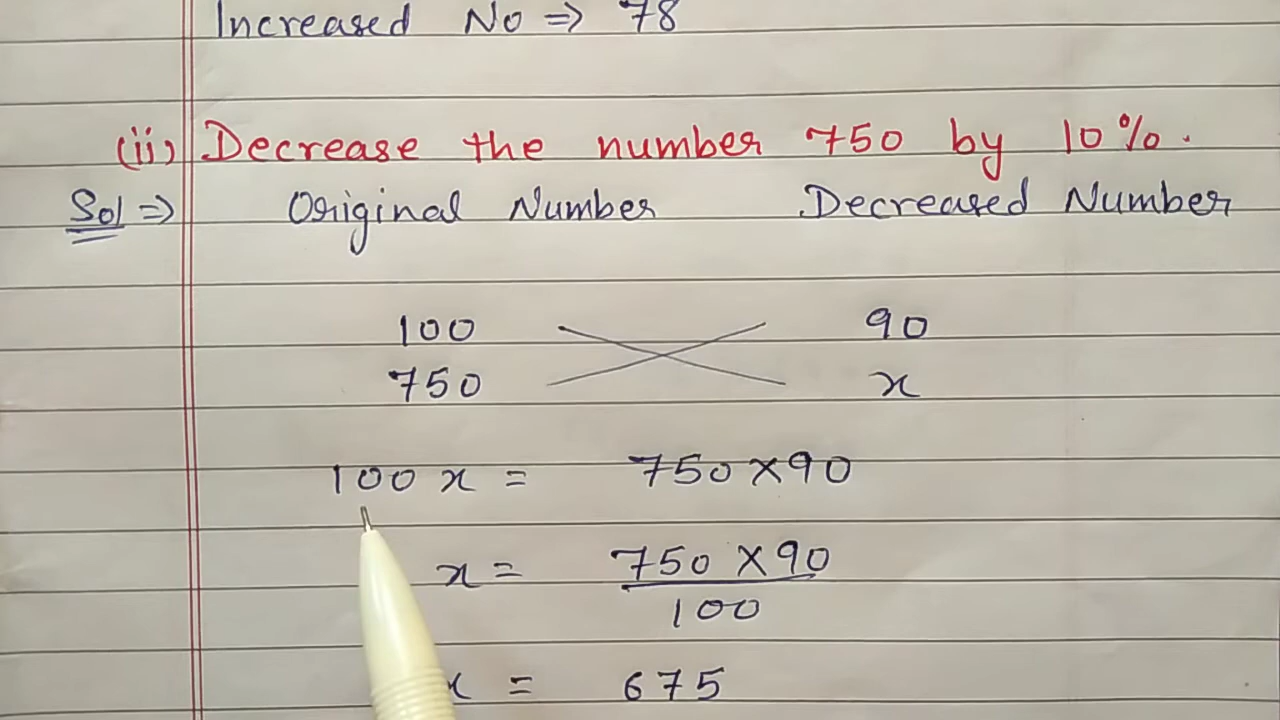 Increased No ⇒ 78
(ii) Decrease the number 750 by 10%.
Sol ⇒ Original Number Decreased Number
100 90
750 x
100 x = 750 × 90
x = 750 × 90
100
x = 675